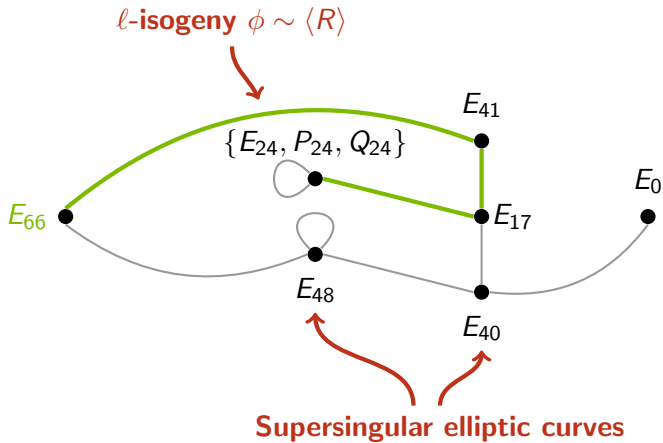 ℓ-isogeny ϕ ∼ ⟨R⟩
E₄₁
{E₂₄, P₂₄, Q₂₄}
E₀
E₆₆
E₁₇
E₄₈
E₄₀
Supersingular elliptic curves